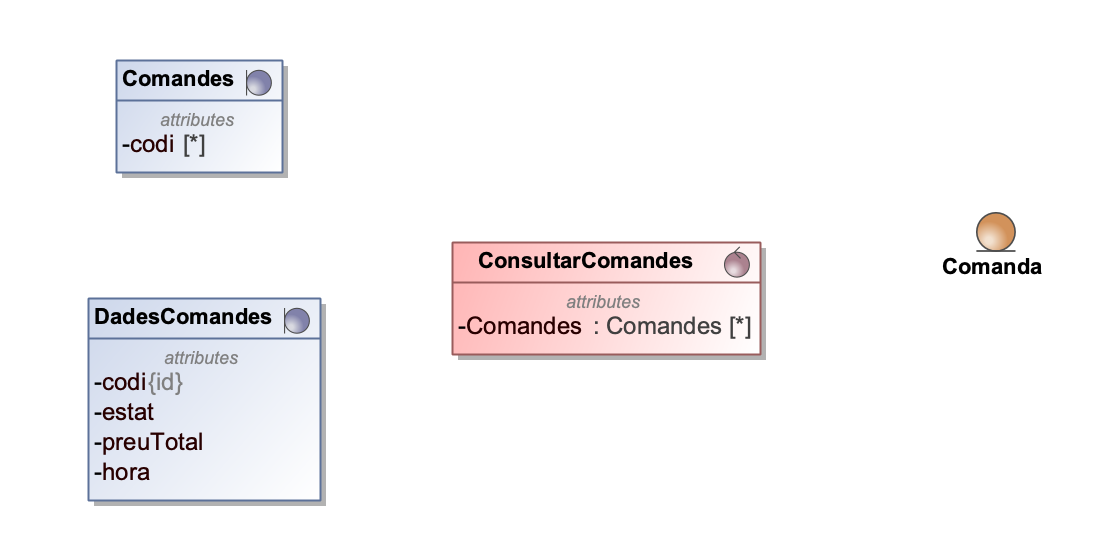 Comandes
attributes
-codi [*]
DadesComandes
attributes
-codi{id}
-estat
-preuTotal
-hora
ConsultarComandes
attributes
-Comandes : Comandes [*]
Comanda